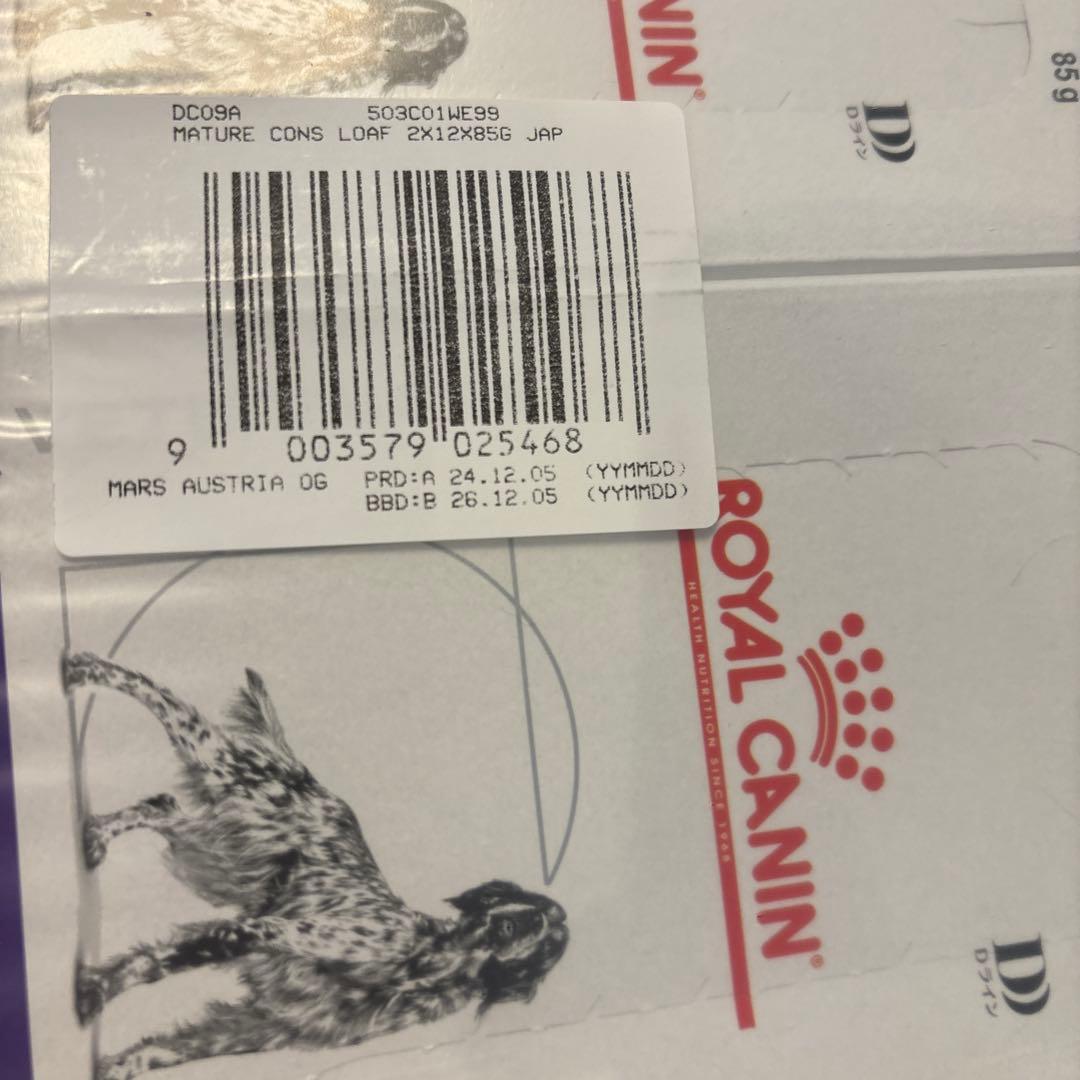 DC09A 503C01WE99
MATURE CONS LOAF 2X12X85G JAP
9 003579 025468
MARS AUSTRIA OG PRD:A 24.12.05 (YYMMDD)
BBD:B 26.12.05 (YYMMDD)
NIN®
D
Dライン
85g
ROYAL CANIN®
HEALTH NUTRITION SINCE 1968
D
Dライン